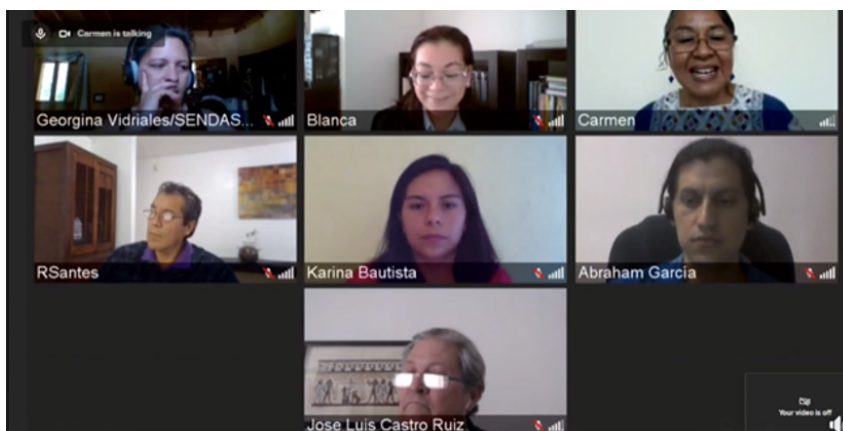 Carmen is talking
Georgina Vidriales/SENDAS...
Blanca
Carmen
RSantes
Karina Bautista
Abraham García
Jose Luis Castro Ruiz
Your video is off